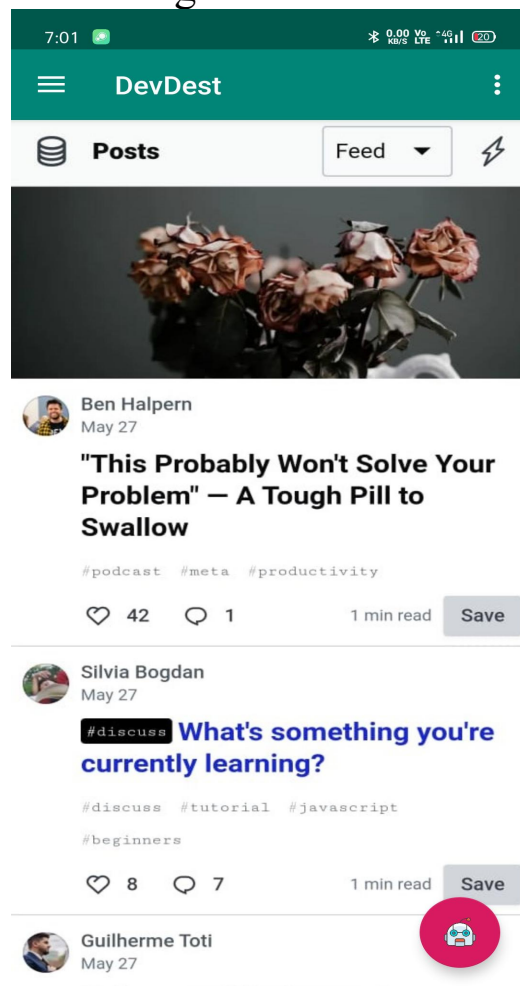 7:01 0.00 KB/S Vo LTE 4G 20
DevDest
Posts Feed
Ben Halpern
May 27
"This Probably Won't Solve Your
Problem" — A Tough Pill to
Swallow
#podcast #meta #productivity
42 1 1 min read Save
Silvia Bogdan
May 27
#discuss What's something you're
currently learning?
#discuss #tutorial #javascript
#beginners
8 7 1 min read Save
Guilherme Toti
May 27